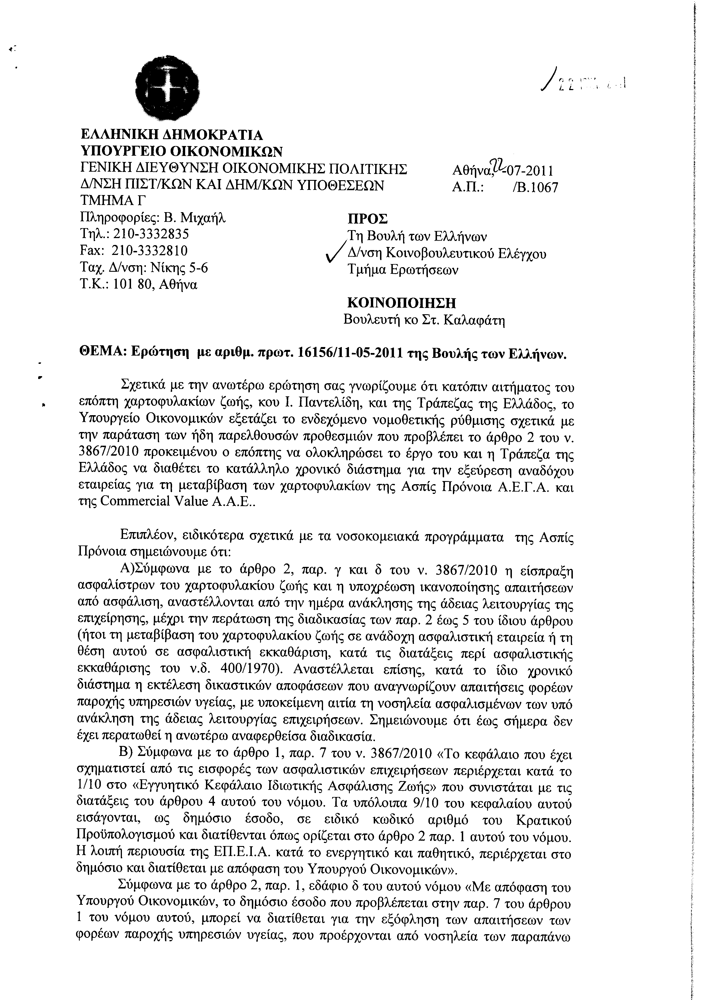 ΕΛΛΗΝΙΚΗ ΔΗΜΟΚΡΑΤΙΑ
ΥΠΟΥΡΓΕΙΟ ΟΙΚΟΝΟΜΙΚΩΝ
ΓΕΝΙΚΗ ΔΙΕΥΘΥΝΣΗ ΟΙΚΟΝΟΜΙΚΗΣ ΠΟΛΙΤΙΚΗΣ
Δ/ΝΣΗ ΠΙΣΤ/ΚΩΝ ΚΑΙ ΔΗΜ/ΚΩΝ ΥΠΟΘΕΣΕΩΝ
ΤΜΗΜΑ Γ
Πληροφορίες: Β. Μιχαήλ
Τηλ.: 210-3332835
Fax: 210-3332810
Ταχ. Δ/νση: Νίκης 5-6
Τ.Κ.: 101 80, Αθήνα
Αθήνα, 22-07-2011
Α.Π.: /Β.1067
ΠΡΟΣ
Τη Βουλή των Ελλήνων
Δ/νση Κοινοβουλευτικού Ελέγχου
Τμήμα Ερωτήσεων
ΚΟΙΝΟΠΟΙΗΣΗ
Βουλευτή κο Στ. Καλαφάτη
ΘΕΜΑ: Ερώτηση με αριθμ. πρωτ. 16156/11-05-2011 της Βουλής των Ελλήνων.
Σχετικά με την ανωτέρω ερώτηση σας γνωρίζουμε ότι κατόπιν αιτήματος του
επόπτη χαρτοφυλακίων ζωής, κου Ι. Παντελίδη, και της Τράπεζας της Ελλάδος, το
Υπουργείο Οικονομικών εξετάζει το ενδεχόμενο νομοθετικής ρύθμισης σχετικά με
την παράταση των ήδη παρελθουσών προθεσμιών που προβλέπει το άρθρο 2 του ν.
3867/2010 προκειμένου ο επόπτης να ολοκληρώσει το έργο του και η Τράπεζα της
Ελλάδος να διαθέτει το κατάλληλο χρονικό διάστημα για την εξεύρεση αναδόχου
εταιρείας για τη μεταβίβαση των χαρτοφυλακίων της Ασπίς Πρόνοια Α.Ε.Γ.Α. και
της Commercial Value Α.Α.Ε..
Επιπλέον, ειδικότερα σχετικά με τα νοσοκομειακά προγράμματα της Ασπίς
Πρόνοια σημειώνουμε ότι:
Α)Σύμφωνα με το άρθρο 2, παρ. γ και δ του ν. 3867/2010 η είσπραξη
ασφαλίστρων του χαρτοφυλακίου ζωής και η υποχρέωση ικανοποίησης απαιτήσεων
από ασφάλιση, αναστέλλονται από την ημέρα ανάκλησης της άδειας λειτουργίας της
επιχείρησης, μέχρι την περάτωση της διαδικασίας των παρ. 2 έως 5 του ίδιου άρθρου
(ήτοι τη μεταβίβαση του χαρτοφυλακίου ζωής σε ανάδοχη ασφαλιστική εταιρεία ή τη
θέση αυτού σε ασφαλιστική εκκαθάριση, κατά τις διατάξεις περί ασφαλιστικής
εκκαθάρισης του ν.δ. 400/1970). Αναστέλλεται επίσης, κατά το ίδιο χρονικό
διάστημα η εκτέλεση δικαστικών αποφάσεων που αναγνωρίζουν απαιτήσεις φορέων
παροχής υπηρεσιών υγείας, με υποκείμενη αιτία τη νοσηλεία ασφαλισμένων των υπό
ανάκληση της άδειας λειτουργίας επιχειρήσεων. Σημειώνουμε ότι έως σήμερα δεν
έχει περατωθεί η ανωτέρω αναφερθείσα διαδικασία.
Β) Σύμφωνα με το άρθρο 1, παρ. 7 του ν. 3867/2010 «Το κεφάλαιο που έχει
σχηματιστεί από τις εισφορές των ασφαλιστικών επιχειρήσεων περιέρχεται κατά το
1/10 στο «Εγγυητικό Κεφάλαιο Ιδιωτικής Ασφάλισης Ζωής» που συνιστάται με τις
διατάξεις του άρθρου 4 αυτού του νόμου. Τα υπόλοιπα 9/10 του κεφαλαίου αυτού
εισάγονται, ως δημόσιο έσοδο, σε ειδικό κωδικό αριθμό του Κρατικού
Προϋπολογισμού και διατίθενται όπως ορίζεται στο άρθρο 2 παρ. 1 αυτού του νόμου.
Η λοιπή περιουσία της ΕΠ.Ε.Ι.Α. κατά το ενεργητικό και παθητικό, περιέρχεται στο
δημόσιο και διατίθεται με απόφαση του Υπουργού Οικονομικών».
Σύμφωνα με το άρθρο 2, παρ. 1, εδάφιο δ του αυτού νόμου «Με απόφαση του
Υπουργού Οικονομικών, το δημόσιο έσοδο που προβλέπεται στην παρ. 7 του άρθρου
1 του νόμου αυτού, μπορεί να διατίθεται για την εξόφληση των απαιτήσεων των
φορέων παροχής υπηρεσιών υγείας, που προέρχονται από νοσηλεία των παραπάνω